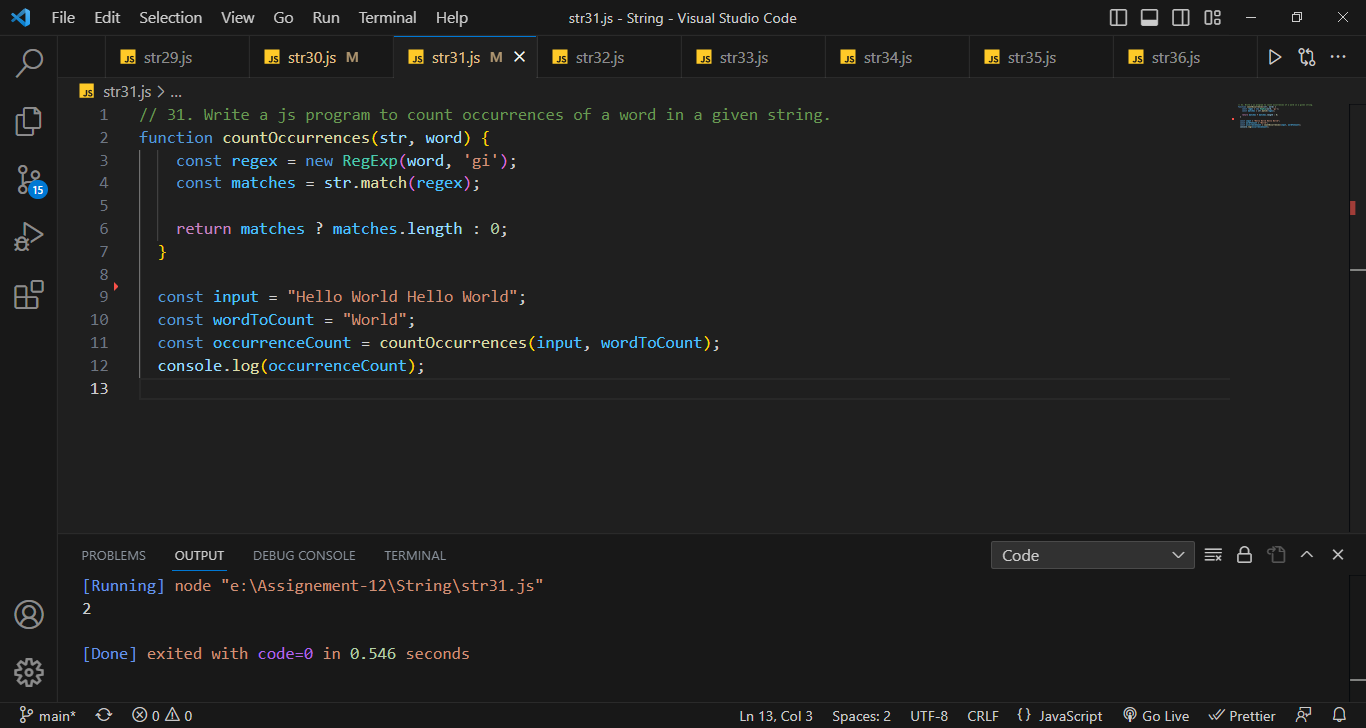 File Edit Selection View Go Run Terminal Help str31.js - String - Visual Studio Code
JS str29.js JS str30.js M JS str31.js M JS str32.js JS str33.js JS str34.js JS str35.js JS str36.js
JS str31.js > ...
1 // 31. Write a js program to count occurrences of a word in a given string.
2 function countOccurrences(str, word) {
3 const regex = new RegExp(word, 'gi');
4 const matches = str.match(regex);
5
6 return matches ? matches.length : 0;
7 }
8
9 const input = "Hello World Hello World";
10 const wordToCount = "World";
11 const occurrenceCount = countOccurrences(input, wordToCount);
12 console.log(occurrenceCount);
13
15
PROBLEMS OUTPUT DEBUG CONSOLE TERMINAL Code
[Running] node "e:\Assignement-12\String\str31.js"
2
[Done] exited with code=0 in 0.546 seconds
main* 0 0 Ln 13, Col 3 Spaces: 2 UTF-8 CRLF {} JavaScript Go Live Prettier